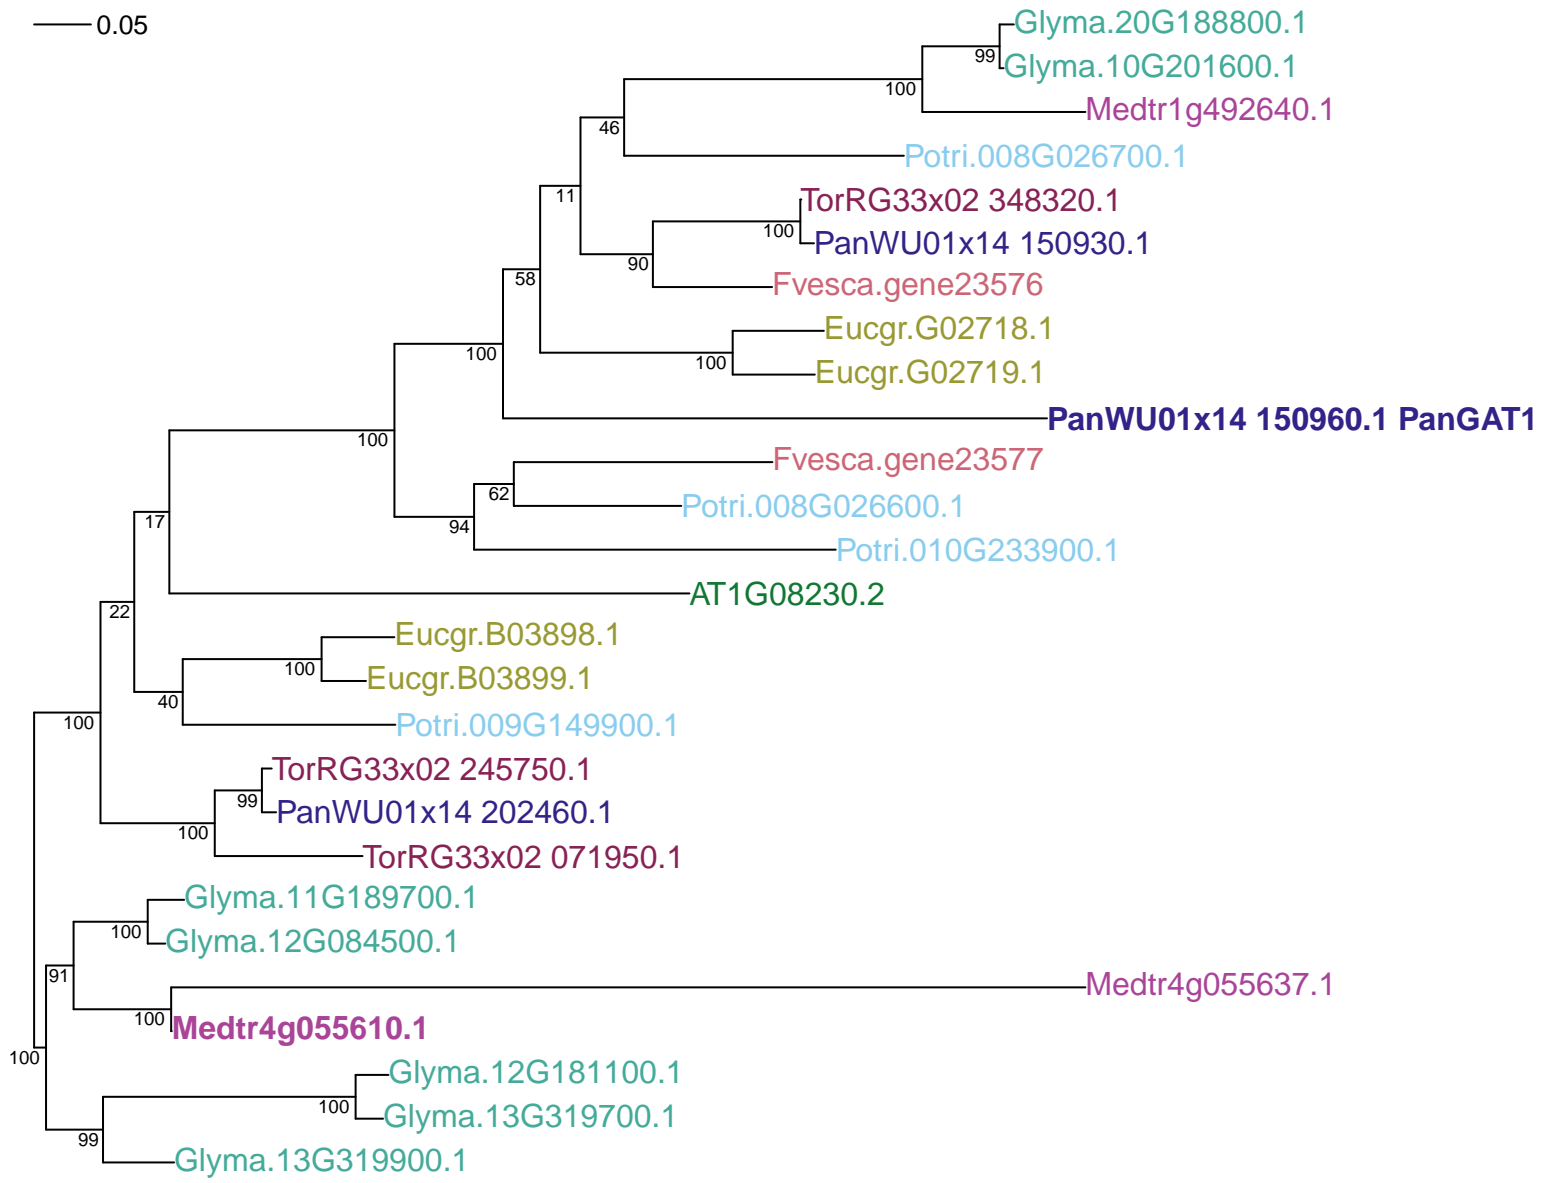 0.05
Glyma.20G188800.1
99
Glyma.10G201600.1
100
Medtr1g492640.1
46
Potri.008G026700.1
11
TorRG33x02 348320.1
100
PanWU01x14 150930.1
90
58
Fvesca.gene23576
Eucgr.G02718.1
100
100
Eucgr.G02719.1
PanWU01x14 150960.1 PanGAT1
100
Fvesca.gene23577
62
Potri.008G026600.1
17
94
Potri.010G233900.1
AT1G08230.2
22
Eucgr.B03898.1
100
Eucgr.B03899.1
40
100
Potri.009G149900.1
TorRG33x02 245750.1
99
PanWU01x14 202460.1
100
TorRG33x02 071950.1
Glyma.11G189700.1
100
Glyma.12G084500.1
91
Medtr4g055637.1
100
Medtr4g055610.1
100
Glyma.12G181100.1
100
Glyma.13G319700.1
99
Glyma.13G319900.1